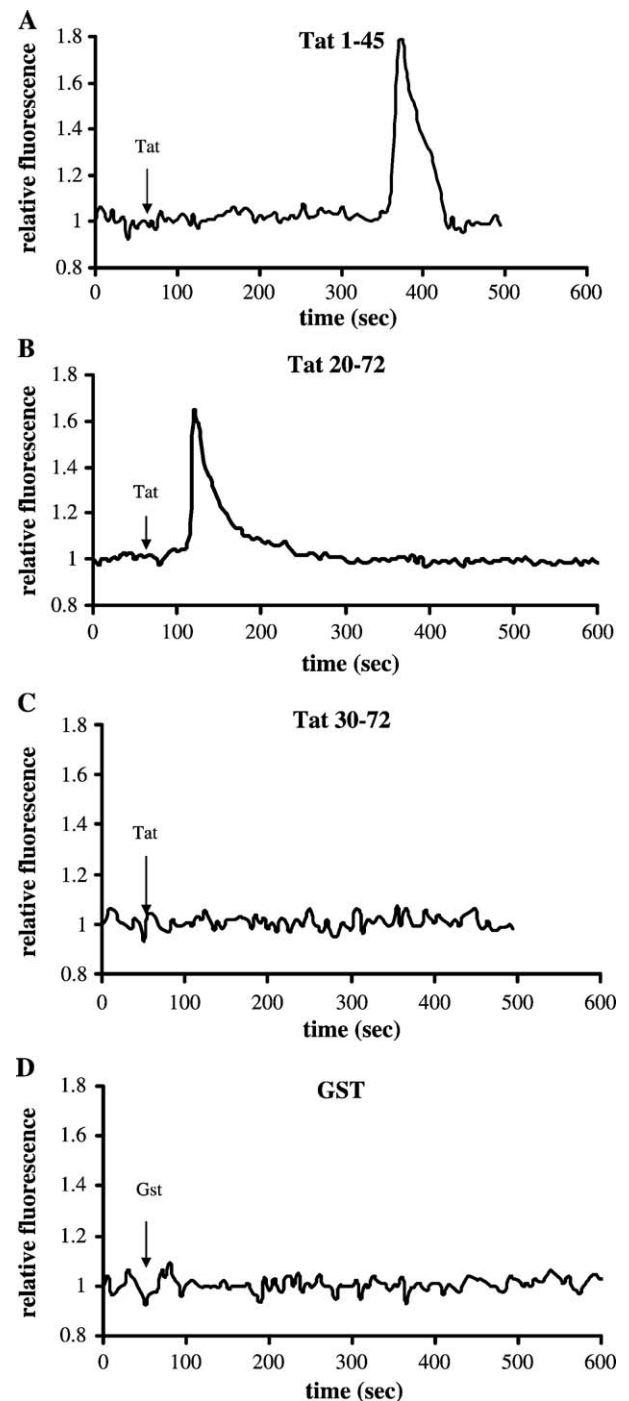 A
Tat 1-45
relative fluorescence
1.8
1.6
1.4
1.2
1
0.8
Tat
0 100 200 300 400 500 600
time (sec)
B
Tat 20-72
relative fluorescence
1.8
1.6
1.4
1.2
1
0.8
Tat
0 100 200 300 400 500 600
time (sec)
C
Tat 30-72
relative fluorescence
1.8
1.6
1.4
1.2
1
0.8
Tat
0 100 200 300 400 500 600
time (sec)
D
GST
relative fluorescence
1.8
1.6
1.4
1.2
1
0.8
Gst
0 100 200 300 400 500 600
time (sec)